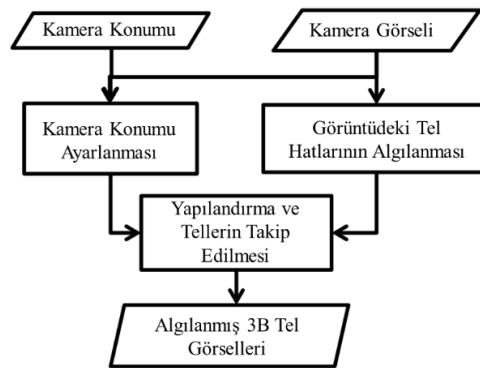 Kamera Konumu
Kamera Görseli
Kamera Konumu
Ayarlanması
Görüntüdeki Tel
Hatlarının Algılanması
Yapılandırma ve
Tellerin Takip
Edilmesi
Algılanmış 3B Tel
Görselleri